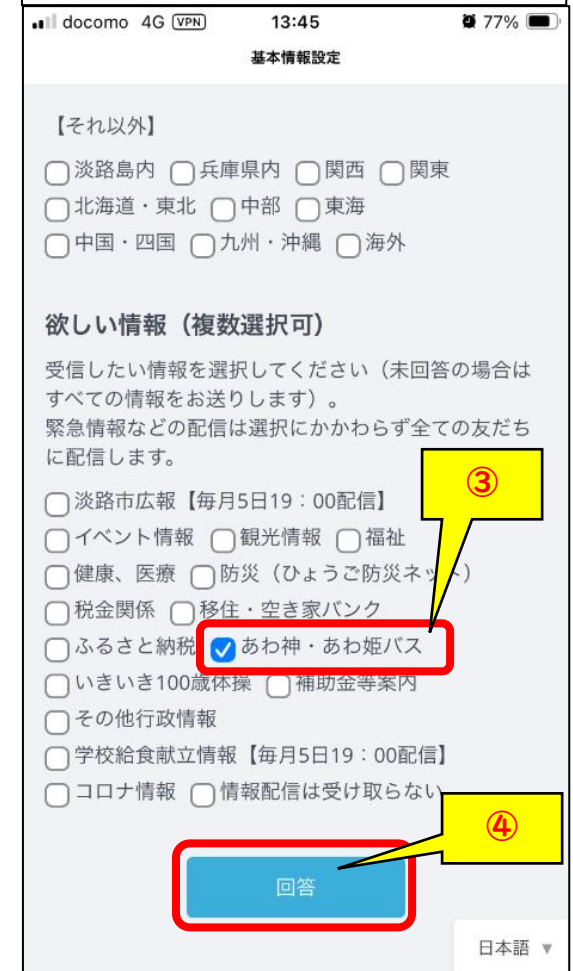 docomo 4G VPN 13:45 77%
基本情報設定
【それ以外】
淡路島内 兵庫県内 関西 関東
北海道・東北 中部 東海
中国・四国 九州・沖縄 海外
欲しい情報（複数選択可）
受信したい情報を選択してください（未回答の場合は
すべての情報をお送りします）。
緊急情報などの配信は選択にかかわらず全ての友だち
に配信します。
③
淡路市広報【毎月5日19：00配信】
イベント情報 観光情報 福祉
健康、医療 防災（ひょうご防災ネット）
税金関係 移住・空き家バンク
ふるさと納税 あわ神・あわ姫バス
いきいき100歳体操 補助金等案内
その他行政情報
学校給食献立情報【毎月5日19：00配信】
コロナ情報 情報配信は受け取らない
④
回答
日本語 ▼